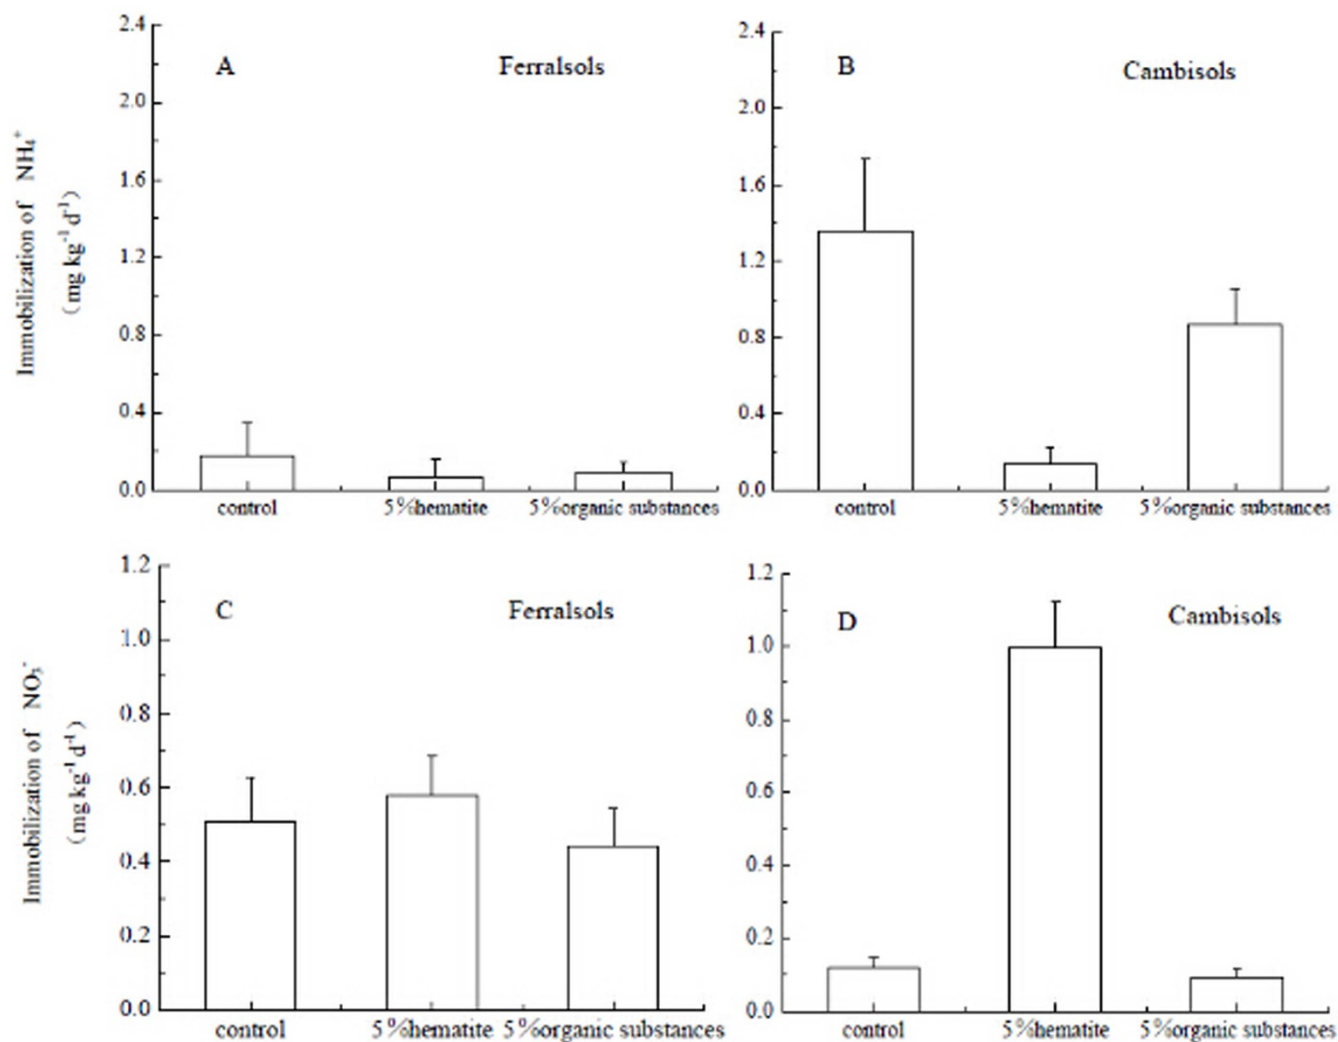 A Ferralsols
Immobilization of NH₄⁺
(mg kg⁻¹ d⁻¹)
2.4
2.0
1.6
1.2
0.8
0.4
0.0
control 5%hematite 5%organic substances
B Cambisols
2.4
2.0
1.6
1.2
0.8
0.4
0.0
control 5%hematite 5%organic substances
C Ferralsols
Immobilization of NO₃⁻
(mg kg⁻¹ d⁻¹)
1.2
1.0
0.8
0.6
0.4
0.2
0.0
control 5%hematite 5%organic substances
D Cambisols
1.2
1.0
0.8
0.6
0.4
0.2
0.0
control 5%hematite 5%organic substances